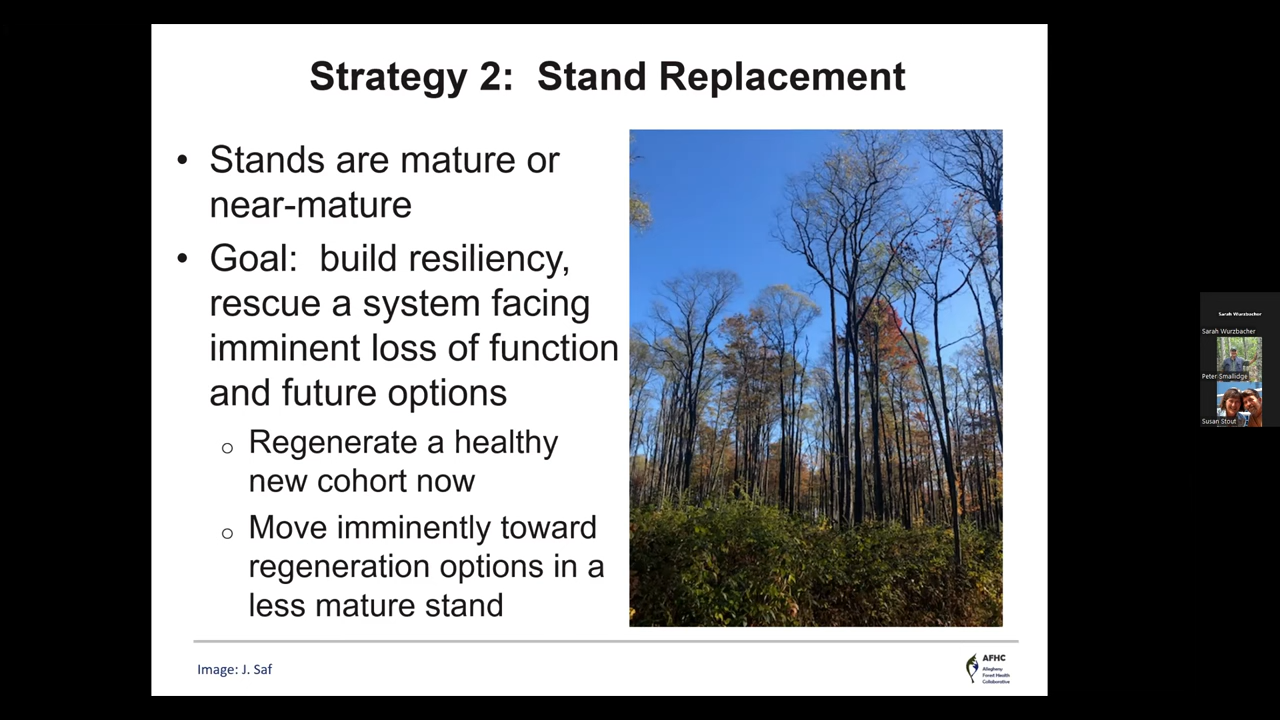 Strategy 2:  Stand Replacement
• Stands are mature or
near-mature
• Goal:  build resiliency,
rescue a system facing
imminent loss of function
and future options
o Regenerate a healthy
new cohort now
o Move imminently toward
regeneration options in a
less mature stand
Image: J. Saf
AFHC
Allegheny
Forest Health
Collaborative
Sarah Wurzbacher
Sarah Wurzbacher
Peter Smallidge
Susan Stout